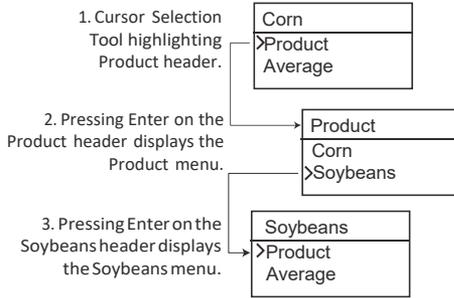 1. Cursor Selection
Tool highlighting
Product header.
Corn
>Product
Average
2. Pressing Enter on the
Product header displays the
Product menu.
Product
Corn
>Soybeans
3. Pressing Enter on the
Soybeans header displays
the Soybeans menu.
Soybeans
>Product
Average